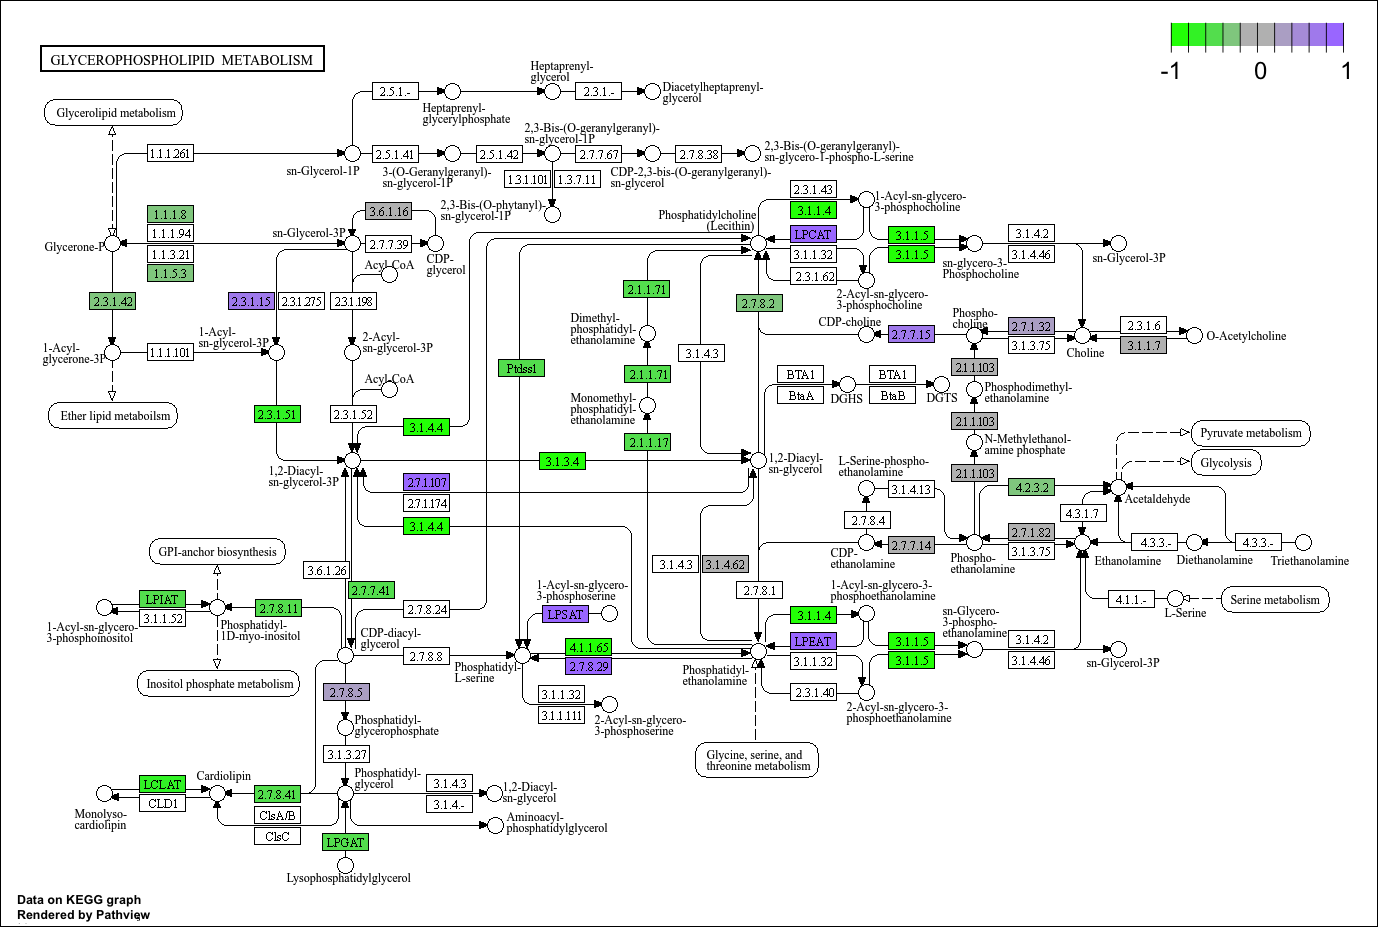 GLYCEROPHOSPHOLIPID METABOLISM
-1
0
1
Heptaprenyl-
glycerol
2.5.1.-
2.3.1.-
Diacetylheptaprenyl-
glycerol
Heptaprenyl-
glycerylphosphate
Glycerolipid metabolism
2,3-Bis-(O-geranylgeranyl)-
sn-glycerol-1P
1.1.1.261
sn-Glycerol-1P
2.5.1.41
2.5.1.42
2.7.7.67
2.7.8.38
2,3-Bis-(O-geranylgeranyl)-
sn-glycero-1-phospho-L-serine
3-(O-Geranylgeranyl)-
sn-glycerol-1P
1.3.1.101
1.3.7.11
CDP-2,3-bis-(O-geranylgeranyl)-
sn-glycerol
2,3-Bis-(O-phytanyl)-
sn-glycerol-1P
1.1.1.8
1.1.1.94
1.1.1.21
1.1.5.3
Glycerone-P
sn-Glycerol-3P
3.6.1.16
2.7.7.39
CDP-
glycerol
Phosphatidylcholine
(Lecithin)
2.3.1.43
3.1.1.4
LPCAT
3.1.1.32
2.3.1.62
1-Acyl-sn-glycero-
3-phosphocholine
3.1.1.5
3.1.1.5
sn-glycero-3-
Phosphocholine
3.1.4.2
3.1.4.46
sn-Glycerol-3P
2-Acyl-sn-glycero-
3-phosphocholine
Acyl-CoA
2.3.1.42
2.3.1.15
2.3.1.275
2.3.1.198
2.1.1.71
2.7.8.2
Dimethyl-
phosphatidyl-
ethanolamine
CDP-choline
2.7.7.15
Phospho-
choline
2.7.1.32
3.1.3.75
Choline
2.3.1.6
3.1.1.7
O-Acetylcholine
1-Acyl-
glycerone-3P
1.1.1.101
1-Acyl-
sn-glycerol-3P
2-Acyl-
sn-glycerol-3P
3.1.4.3
Ptdss1
2.1.1.71
2.1.1.103
Acyl-CoA
BTA1
BtaA
DGHS
BTA1
BtaB
DGTS
Phosphodimethyl-
ethanolamine
Ether lipid metaboilsm
2.3.1.51
2.3.1.52
3.1.4.4
Monomethyl-
phosphatidyl-
ethanolamine
2.1.1.17
2.1.1.103
N-Methylethanol-
amine phosphate
Pyruvate metabolism
Glycolysis
1,2-Diacyl-
sn-glycerol-3P
3.1.3.4
1,2-Diacyl-
sn-glycerol
L-Serine-phospho-
ethanolamine
2.1.1.103
2.7.1.107
2.7.1.174
3.1.4.4
3.1.4.13
4.2.3.2
Acetaldehyde
2.7.8.4
4.3.1.7
GPI-anchor biosynthesis
CDP-
ethanolamine
2.7.7.14
Phospho-
ethanolamine
2.7.1.82
3.1.3.75
Ethanolamine
4.3.3.-
Diethanolamine
4.3.3.-
Triethanolamine
3.6.1.26
3.1.4.3
3.1.4.62
2.7.7.41
2.7.8.1
LPIAT
3.1.1.52
2.7.8.11
2.7.8.24
1-Acyl-sn-glycero-
3-phosphoserine
LPSAT
1-Acyl-sn-glycero-3-
phosphoethanolamine
4.1.1.-
L-Serine
Serine metabolism
1-Acyl-sn-glycero-
3-phosphoinositol
Phosphatidyl-
1D-myo-inositol
CDP-diacyl-
glycerol
2.7.8.8
Phosphatidyl-
L-serine
4.1.1.65
2.7.8.29
Phosphatidyl-
ethanolamine
3.1.1.4
LPEAT
3.1.1.32
2.3.1.40
3.1.1.5
3.1.1.5
sn-Glycero-
3-phospho-
ethanolamine
3.1.4.2
3.1.4.46
sn-Glycerol-3P
Inositol phosphate metabolism
2.7.8.5
3.1.1.32
3.1.1.111
2-Acyl-sn-glycero-
3-phosphoserine
2-Acyl-sn-glycero-3-
phosphoethanolamine
Phosphatidyl-
glycerophosphate
3.1.3.27
Glycine, serine, and
threonine metabolism
LCLAT
CLD1
Cardiolipin
2.7.8.41
ClsA/B
ClsC
Phosphatidyl-
glycerol
3.1.4.3
3.1.4.-
1,2-Diacyl-
sn-glycerol
Monolyso-
cardiolipin
Aminoacyl-
phosphatidylglycerol
LPGAT
Lysophosphatidylglycerol
Data on KEGG graph
Rendered by Pathview